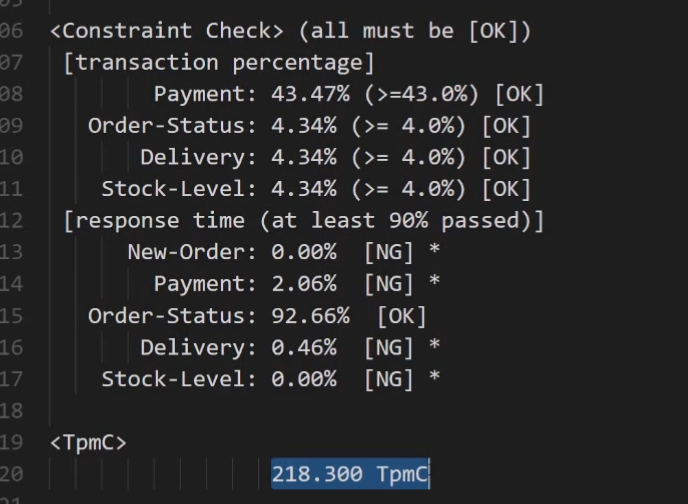 06 <Constraint Check> (all must be [OK])
07 [transaction percentage]
08 Payment: 43.47% (>=43.0%) [OK]
09 Order-Status: 4.34% (>= 4.0%) [OK]
10 Delivery: 4.34% (>= 4.0%) [OK]
11 Stock-Level: 4.34% (>= 4.0%) [OK]
12 [response time (at least 90% passed)]
13 New-Order: 0.00% [NG] *
14 Payment: 2.06% [NG] *
15 Order-Status: 92.66% [OK]
16 Delivery: 0.46% [NG] *
17 Stock-Level: 0.00% [NG] *
18
19 <TpmC>
20 218.300 TpmC